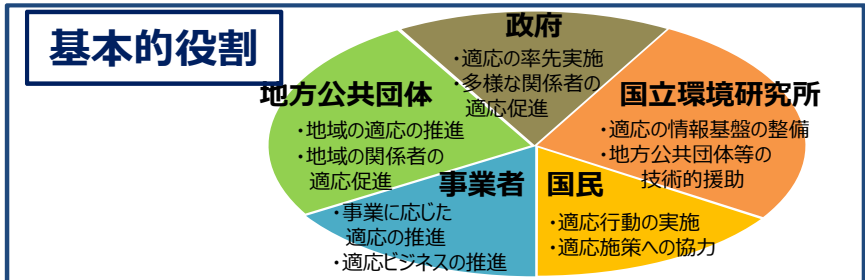 基本的役割
政府
・適応の率先実施
・多様な関係者の
適応促進
地方公共団体
・地域の適応の推進
・地域の関係者の
適応促進
国立環境研究所
・適応の情報基盤の整備
・地方公共団体等の
技術的援助
事業者
・事業に応じた
適応の推進
・適応ビジネスの推進
国民
・適応行動の実施
・適応施策への協力